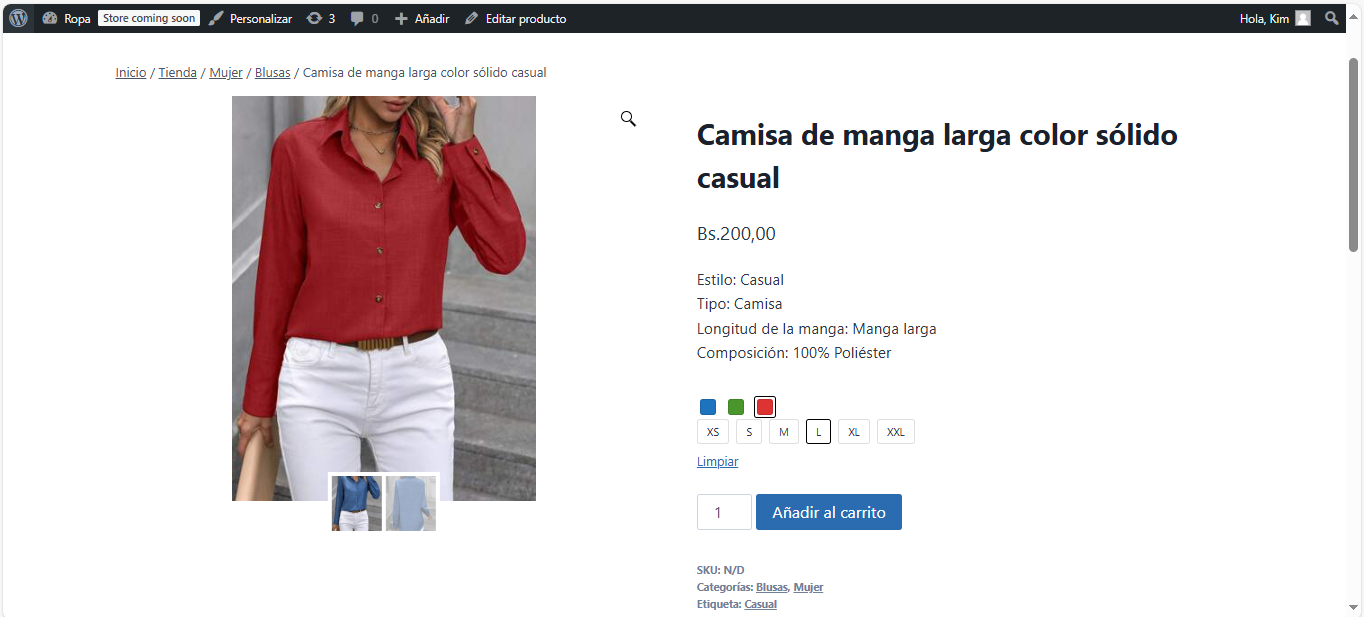 Ropa Store coming soon Personalizar 3 0 Añadir Editar producto Hola, Kim
Inicio / Tienda / Mujer / Blusas / Camisa de manga larga color sólido casual
Camisa de manga larga color sólido
casual
Bs.200,00
Estilo: Casual
Tipo: Camisa
Longitud de la manga: Manga larga
Composición: 100% Poliéster
XS S M L XL XXL
Limpiar
1 Añadir al carrito
SKU: N/D
Categorías: Blusas, Mujer
Etiqueta: Casual